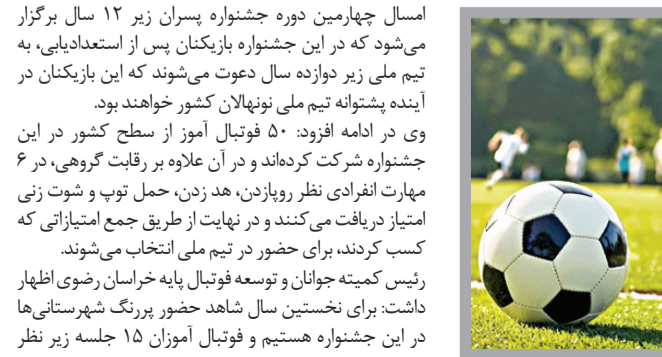 امسال چهارمین دوره جشنواره پسران زیر ۱۲ سال برگزار
می‌شود که در این جشنواره بازیکنان پس از استعدادیابی، به
تیم ملی زیر دوازده سال دعوت می‌شوند که این بازیکنان در
آینده پشتوانه تیم ملی نونهالان کشور خواهند بود.
وی در ادامه افزود: ۵۰ فوتبال آموز از سطح کشور در این
جشنواره شرکت کرده‌اند و در آن علاوه بر رقابت گروهی، در ۶
مهارت انفرادی نظر روپازدن، هد زدن، حمل توپ و شوت زنی
امتیاز دریافت می‌کنند و در نهایت از طریق جمع امتیازاتی که
کسب کردند، برای حضور در تیم ملی انتخاب می‌شوند.
رئیس کمیته جوانان و توسعه فوتبال پایه خراسان رضوی اظهار
داشت: برای نخستین سال شاهد حضور پررنگ شهرستانی‌ها
در این جشنواره هستیم و فوتبال آموزان ۱۵ جلسه زیر نظر